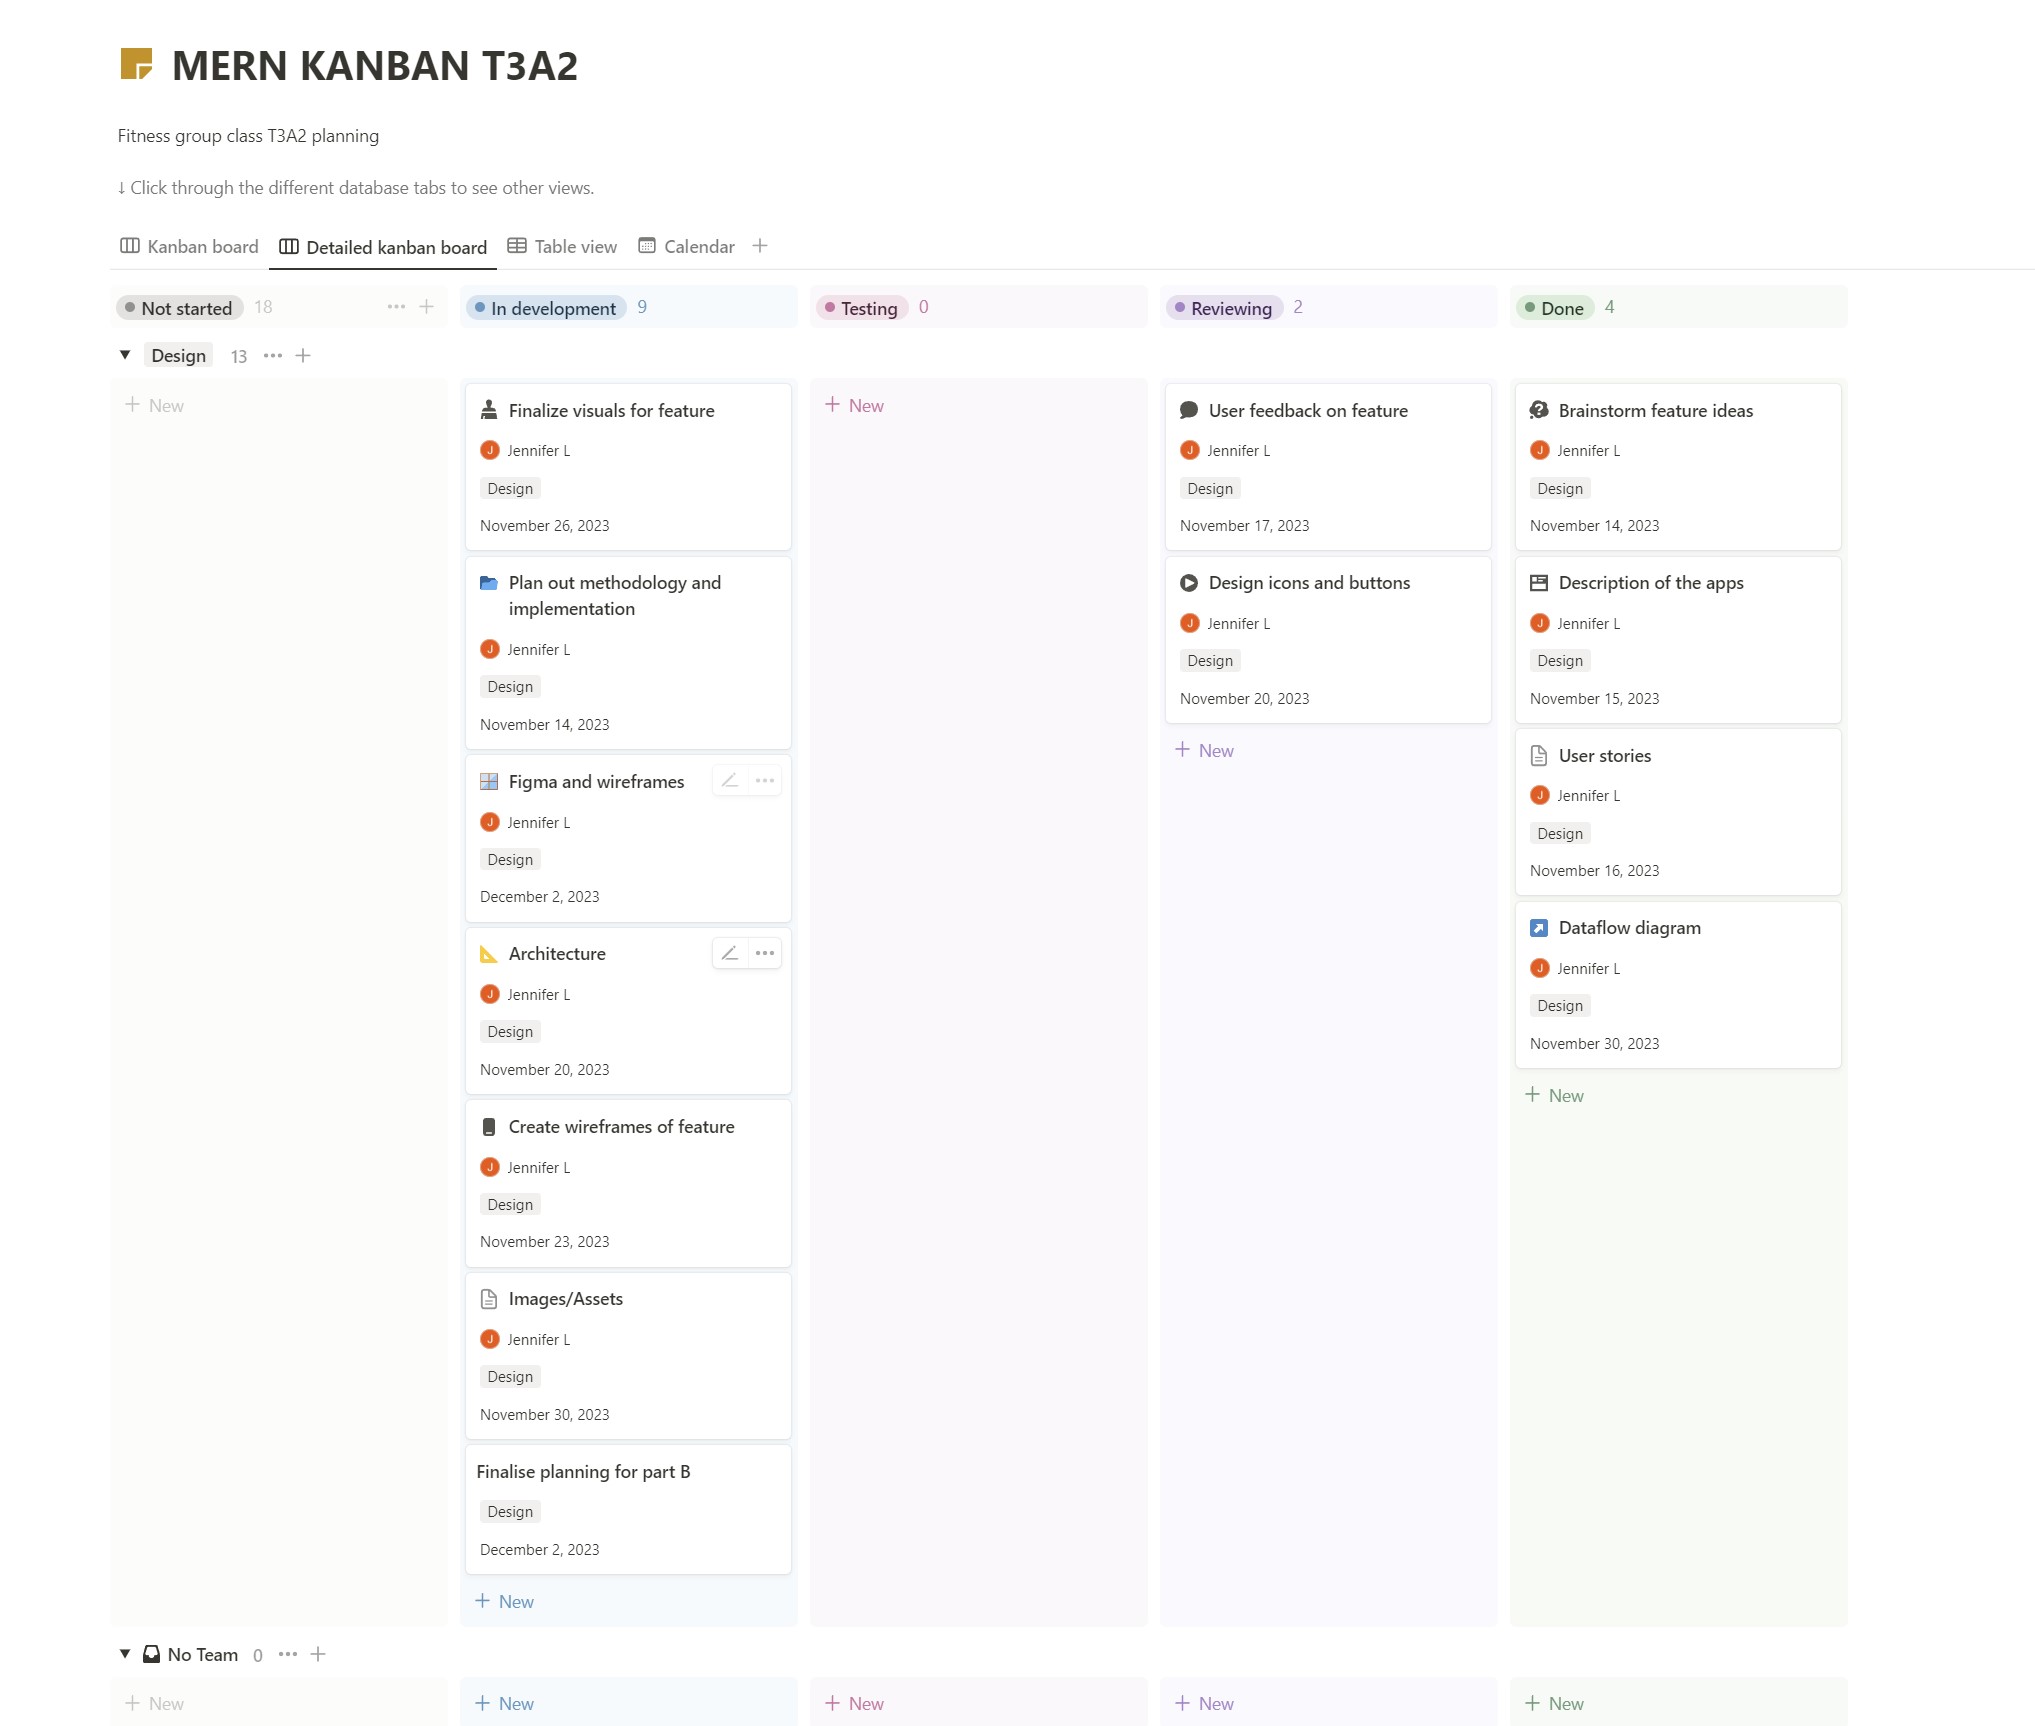 MERN KANBAN T3A2
Fitness group class T3A2 planning
↓ Click through the different database tabs to see other views.
Kanban board Detailed kanban board Table view Calendar
Not started 18
In development 9
Testing 0
Reviewing 2
Done 4
Design 13
New
Finalize visuals for feature
J Jennifer L
Design
November 26, 2023
Plan out methodology and
implementation
J Jennifer L
Design
November 14, 2023
Figma and wireframes
J Jennifer L
Design
December 2, 2023
Architecture
J Jennifer L
Design
November 20, 2023
Create wireframes of feature
J Jennifer L
Design
November 23, 2023
Images/Assets
J Jennifer L
Design
November 30, 2023
Finalise planning for part B
Design
December 2, 2023
New
New
User feedback on feature
J Jennifer L
Design
November 17, 2023
Design icons and buttons
J Jennifer L
Design
November 20, 2023
New
Brainstorm feature ideas
J Jennifer L
Design
November 14, 2023
Description of the apps
J Jennifer L
Design
November 15, 2023
User stories
J Jennifer L
Design
November 16, 2023
Dataflow diagram
J Jennifer L
Design
November 30, 2023
New
No Team 0
New
New
New
New
New